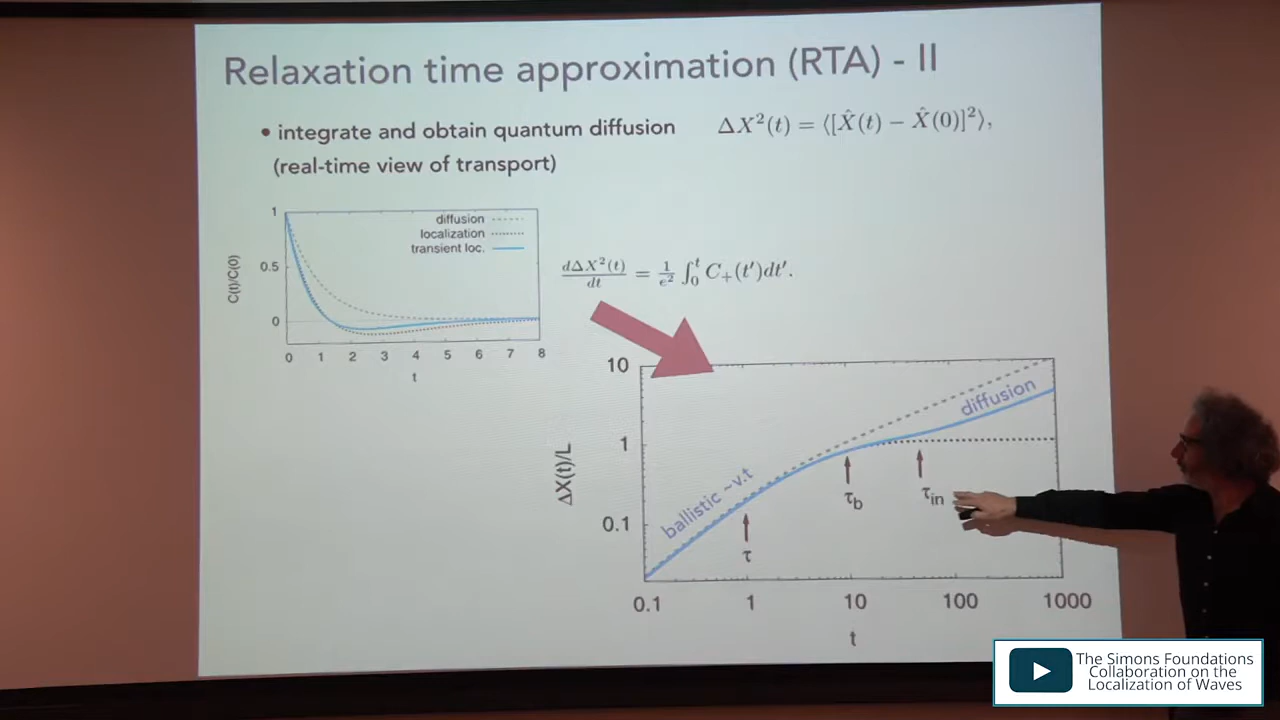 Relaxation time approximation (RTA) - II
• integrate and obtain quantum diffusion
(real-time view of transport)
ΔX²(t) = ⟨[X̂(t) − X̂(0)]²⟩,
1
0.5
0
C(t)/C(0)
diffusion
localization
transient loc.
0 1 2 3 4 5 6 7 8
t
dΔX²(t)/dt = 1/e² ∫₀ᵗ C₊(t′)dt′.
10
1
0.1
ΔX(t)/L
diffusion
ballistic ~v.t
τ
τb
τin
0.1 1 10 100 1000
t
The Simons Foundations
Collaboration on the
Localization of Waves